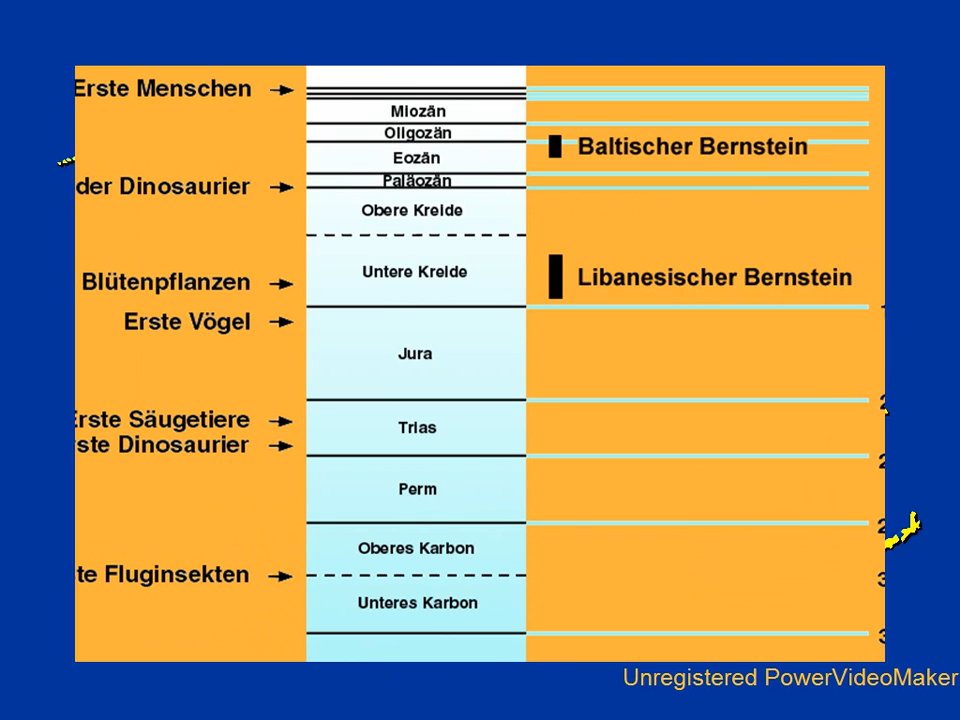 Erste Menschen
Miozän
Oligozän
Baltischer Bernstein
Eozän
Paläozän
der Dinosaurier
Obere Kreide
Untere Kreide
Libanesischer Bernstein
Blütenpflanzen
Erste Vögel
Jura
Erste Säugetiere
Trias
ste Dinosaurier
Perm
Oberes Karbon
te Fluginsekten
Unteres Karbon
Unregistered PowerVideoMaker